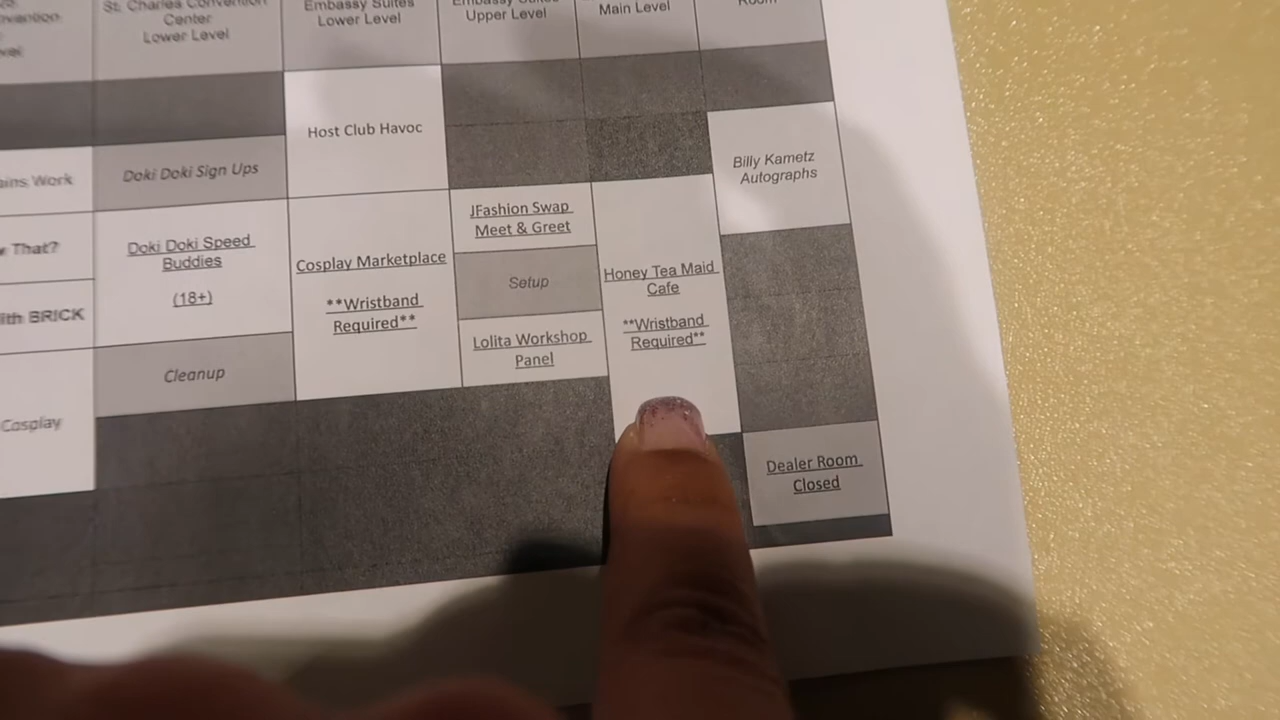 St. Charles Convention
Center
Lower Level
Embassy Suites
Lower Level
Upper Level
Main Level
Room
Host Club Havoc
Doki Doki Sign Ups
Billy Kametz
Autographs
Work
That?
Doki Doki Speed
Buddies
(18+)
Cosplay Marketplace
**Wristband
Required**
JFashion Swap
Meet & Greet
Setup
Lolita Workshop
Panel
Honey Tea Maid
Cafe
**Wristband
Required**
BRICK
Cleanup
Cosplay
Dealer Room
Closed